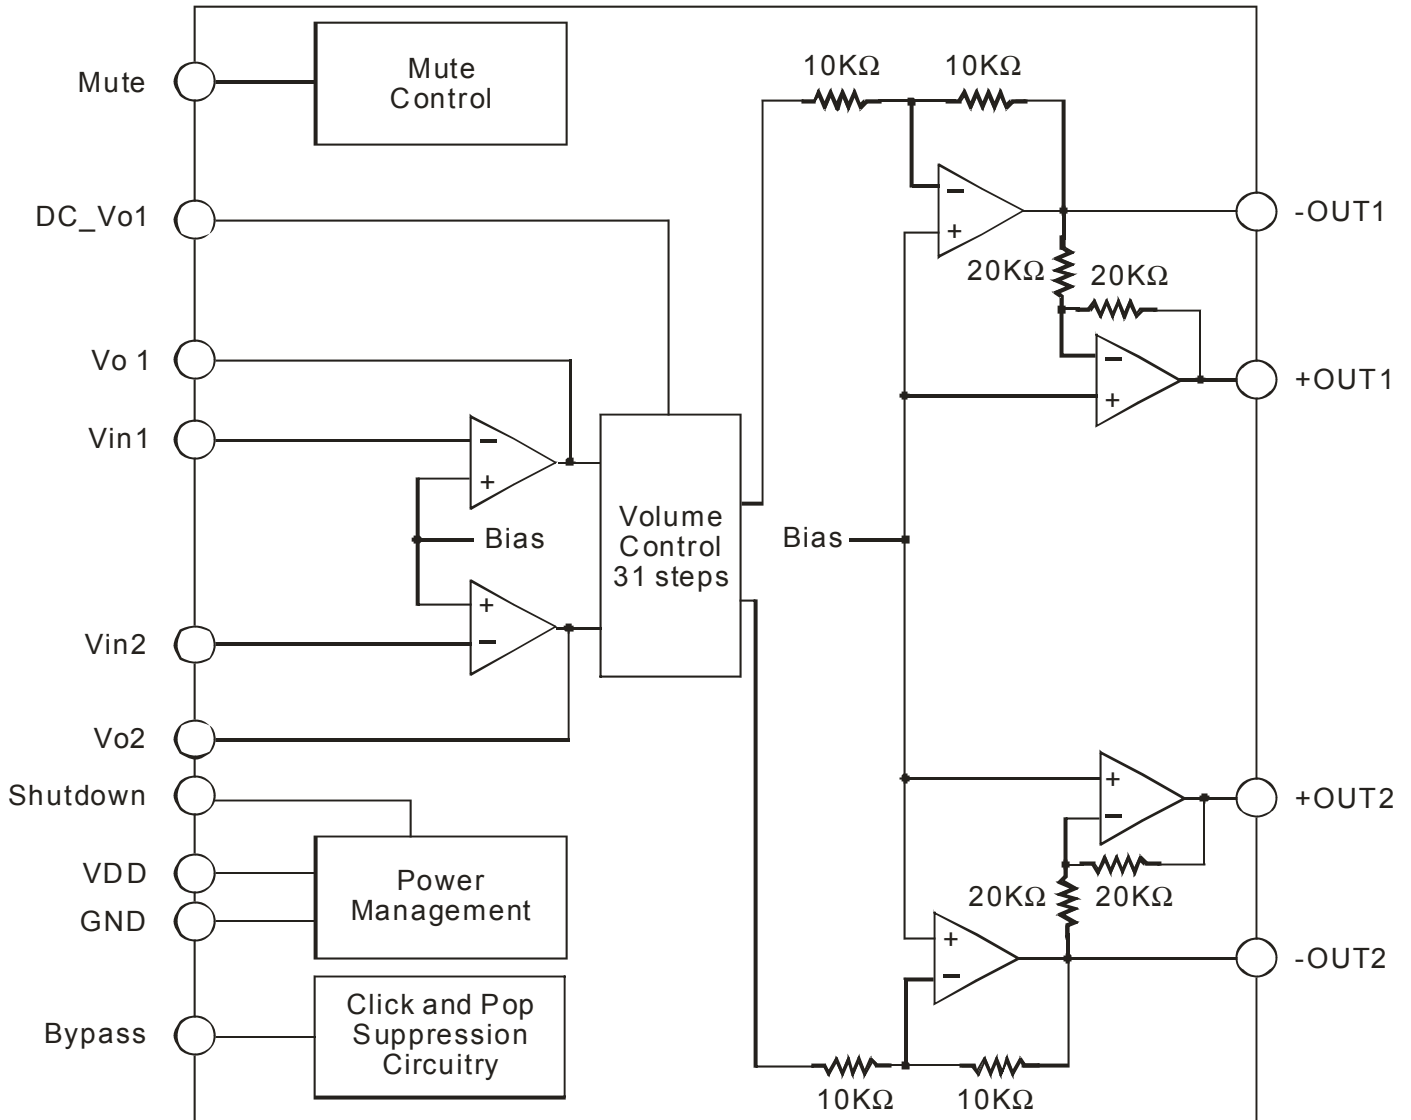 Mute
Mute
Control
10KΩ
10KΩ
DC_Vo1
-OUT1
20KΩ
20KΩ
Vo 1
+OUT1
Vin1
Volume
Control
31 steps
Bias
Bias
Vin2
Vo2
Shutdown
+OUT2
VDD
Power
Management
GND
20KΩ
20KΩ
-OUT2
Bypass
Click and Pop
Suppression
Circuitry
10KΩ
10KΩ